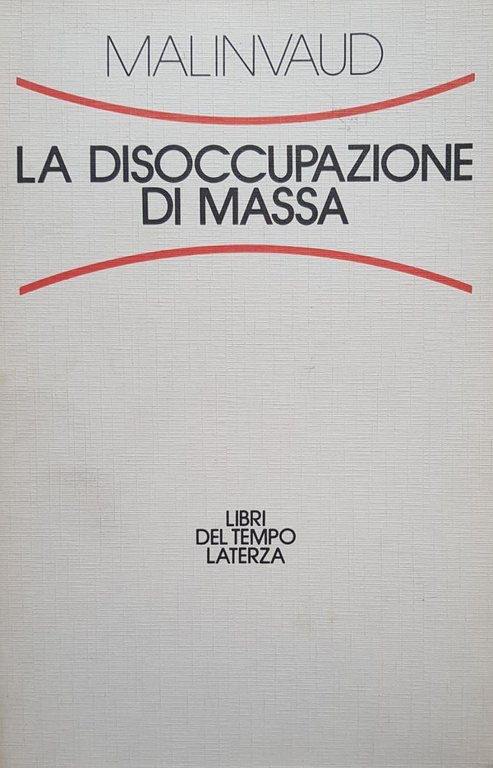 MALINVAUD
LA DISOCCUPAZIONE
DI MASSA
LIBRI
DEL TEMPO
LATERZA